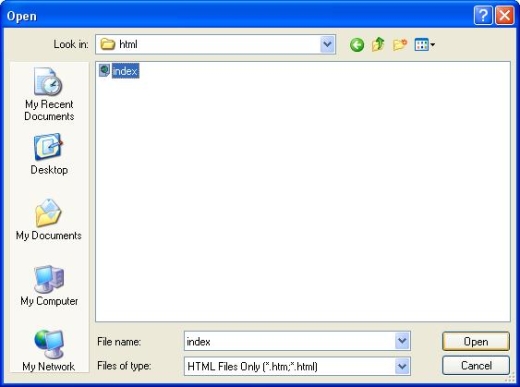 Open
Look in: html
index
My Recent
Documents
Desktop
My Documents
My Computer
My Network
File name: index Open
Files of type: HTML Files Only (*.htm;*.html) Cancel